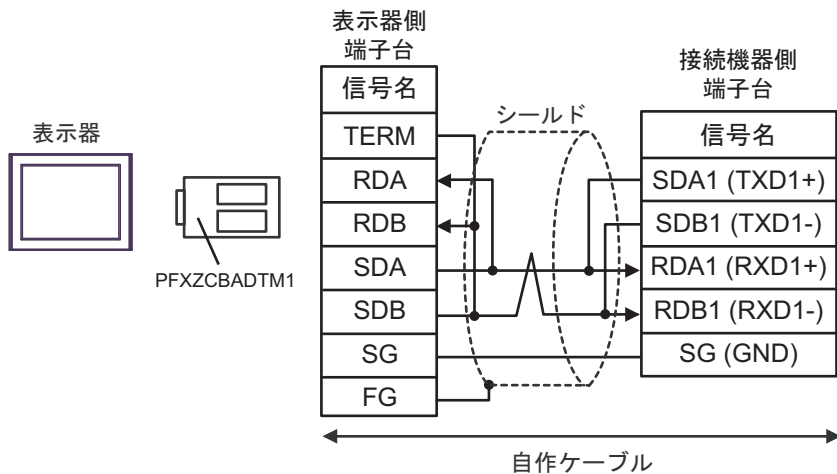 表示器
PFXZCBADTM1
表示器側
端子台
信号名
TERM
RDA
RDB
SDA
SDB
SG
FG
シールド
接続機器側
端子台
信号名
SDA1 (TXD1+)
SDB1 (TXD1-)
RDA1 (RXD1+)
RDB1 (RXD1-)
SG (GND)
自作ケーブル